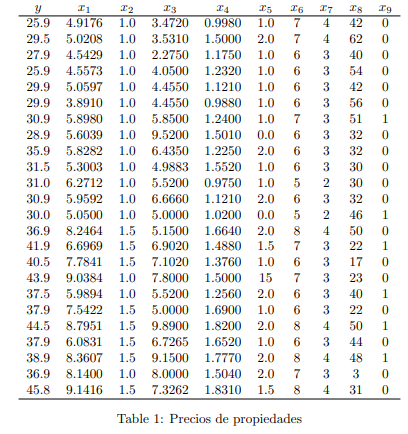 y x₁ x₂ x₃ x₄ x₅ x₆ x₇ x₈ x₉
25.9 4.9176 1.0 3.4720 0.9980 1.0 7 4 42 0
29.5 5.0208 1.0 3.5310 1.5000 2.0 7 4 62 0
27.9 4.5429 1.0 2.2750 1.1750 1.0 6 3 40 0
25.9 4.5573 1.0 4.0500 1.2320 1.0 6 3 54 0
29.9 5.0597 1.0 4.4550 1.1210 1.0 6 3 42 0
29.9 3.8910 1.0 4.4550 0.9880 1.0 6 3 56 0
30.9 5.8980 1.0 5.8500 1.2400 1.0 7 3 51 1
28.9 5.6039 1.0 9.5200 1.5010 0.0 6 3 32 0
35.9 5.8282 1.0 6.4350 1.2250 2.0 6 3 32 0
31.5 5.3003 1.0 4.9883 1.5520 1.0 6 3 30 0
31.0 6.2712 1.0 5.5200 0.9750 1.0 5 2 30 0
30.9 5.9592 1.0 6.6660 1.1210 2.0 6 3 32 0
30.0 5.0500 1.0 5.0000 1.0200 0.0 5 2 46 1
36.9 8.2464 1.5 5.1500 1.6640 2.0 8 4 50 0
41.9 6.6969 1.5 6.9020 1.4880 1.5 7 3 22 1
40.5 7.7841 1.5 7.1020 1.3760 1.0 6 3 17 0
43.9 9.0384 1.0 7.8000 1.5000 15 7 3 23 0
37.5 5.9894 1.0 5.5200 1.2560 2.0 6 3 40 1
37.9 7.5422 1.5 5.0000 1.6900 1.0 6 3 22 0
44.5 8.7951 1.5 9.8900 1.8200 2.0 8 4 50 1
37.9 6.0831 1.5 6.7265 1.6520 1.0 6 3 44 0
38.9 8.3607 1.5 9.1500 1.7770 2.0 8 4 48 1
36.9 8.1400 1.0 8.0000 1.5040 2.0 7 3 3 0
45.8 9.1416 1.5 7.3262 1.8310 1.5 8 4 31 0
Table 1: Precios de propiedades